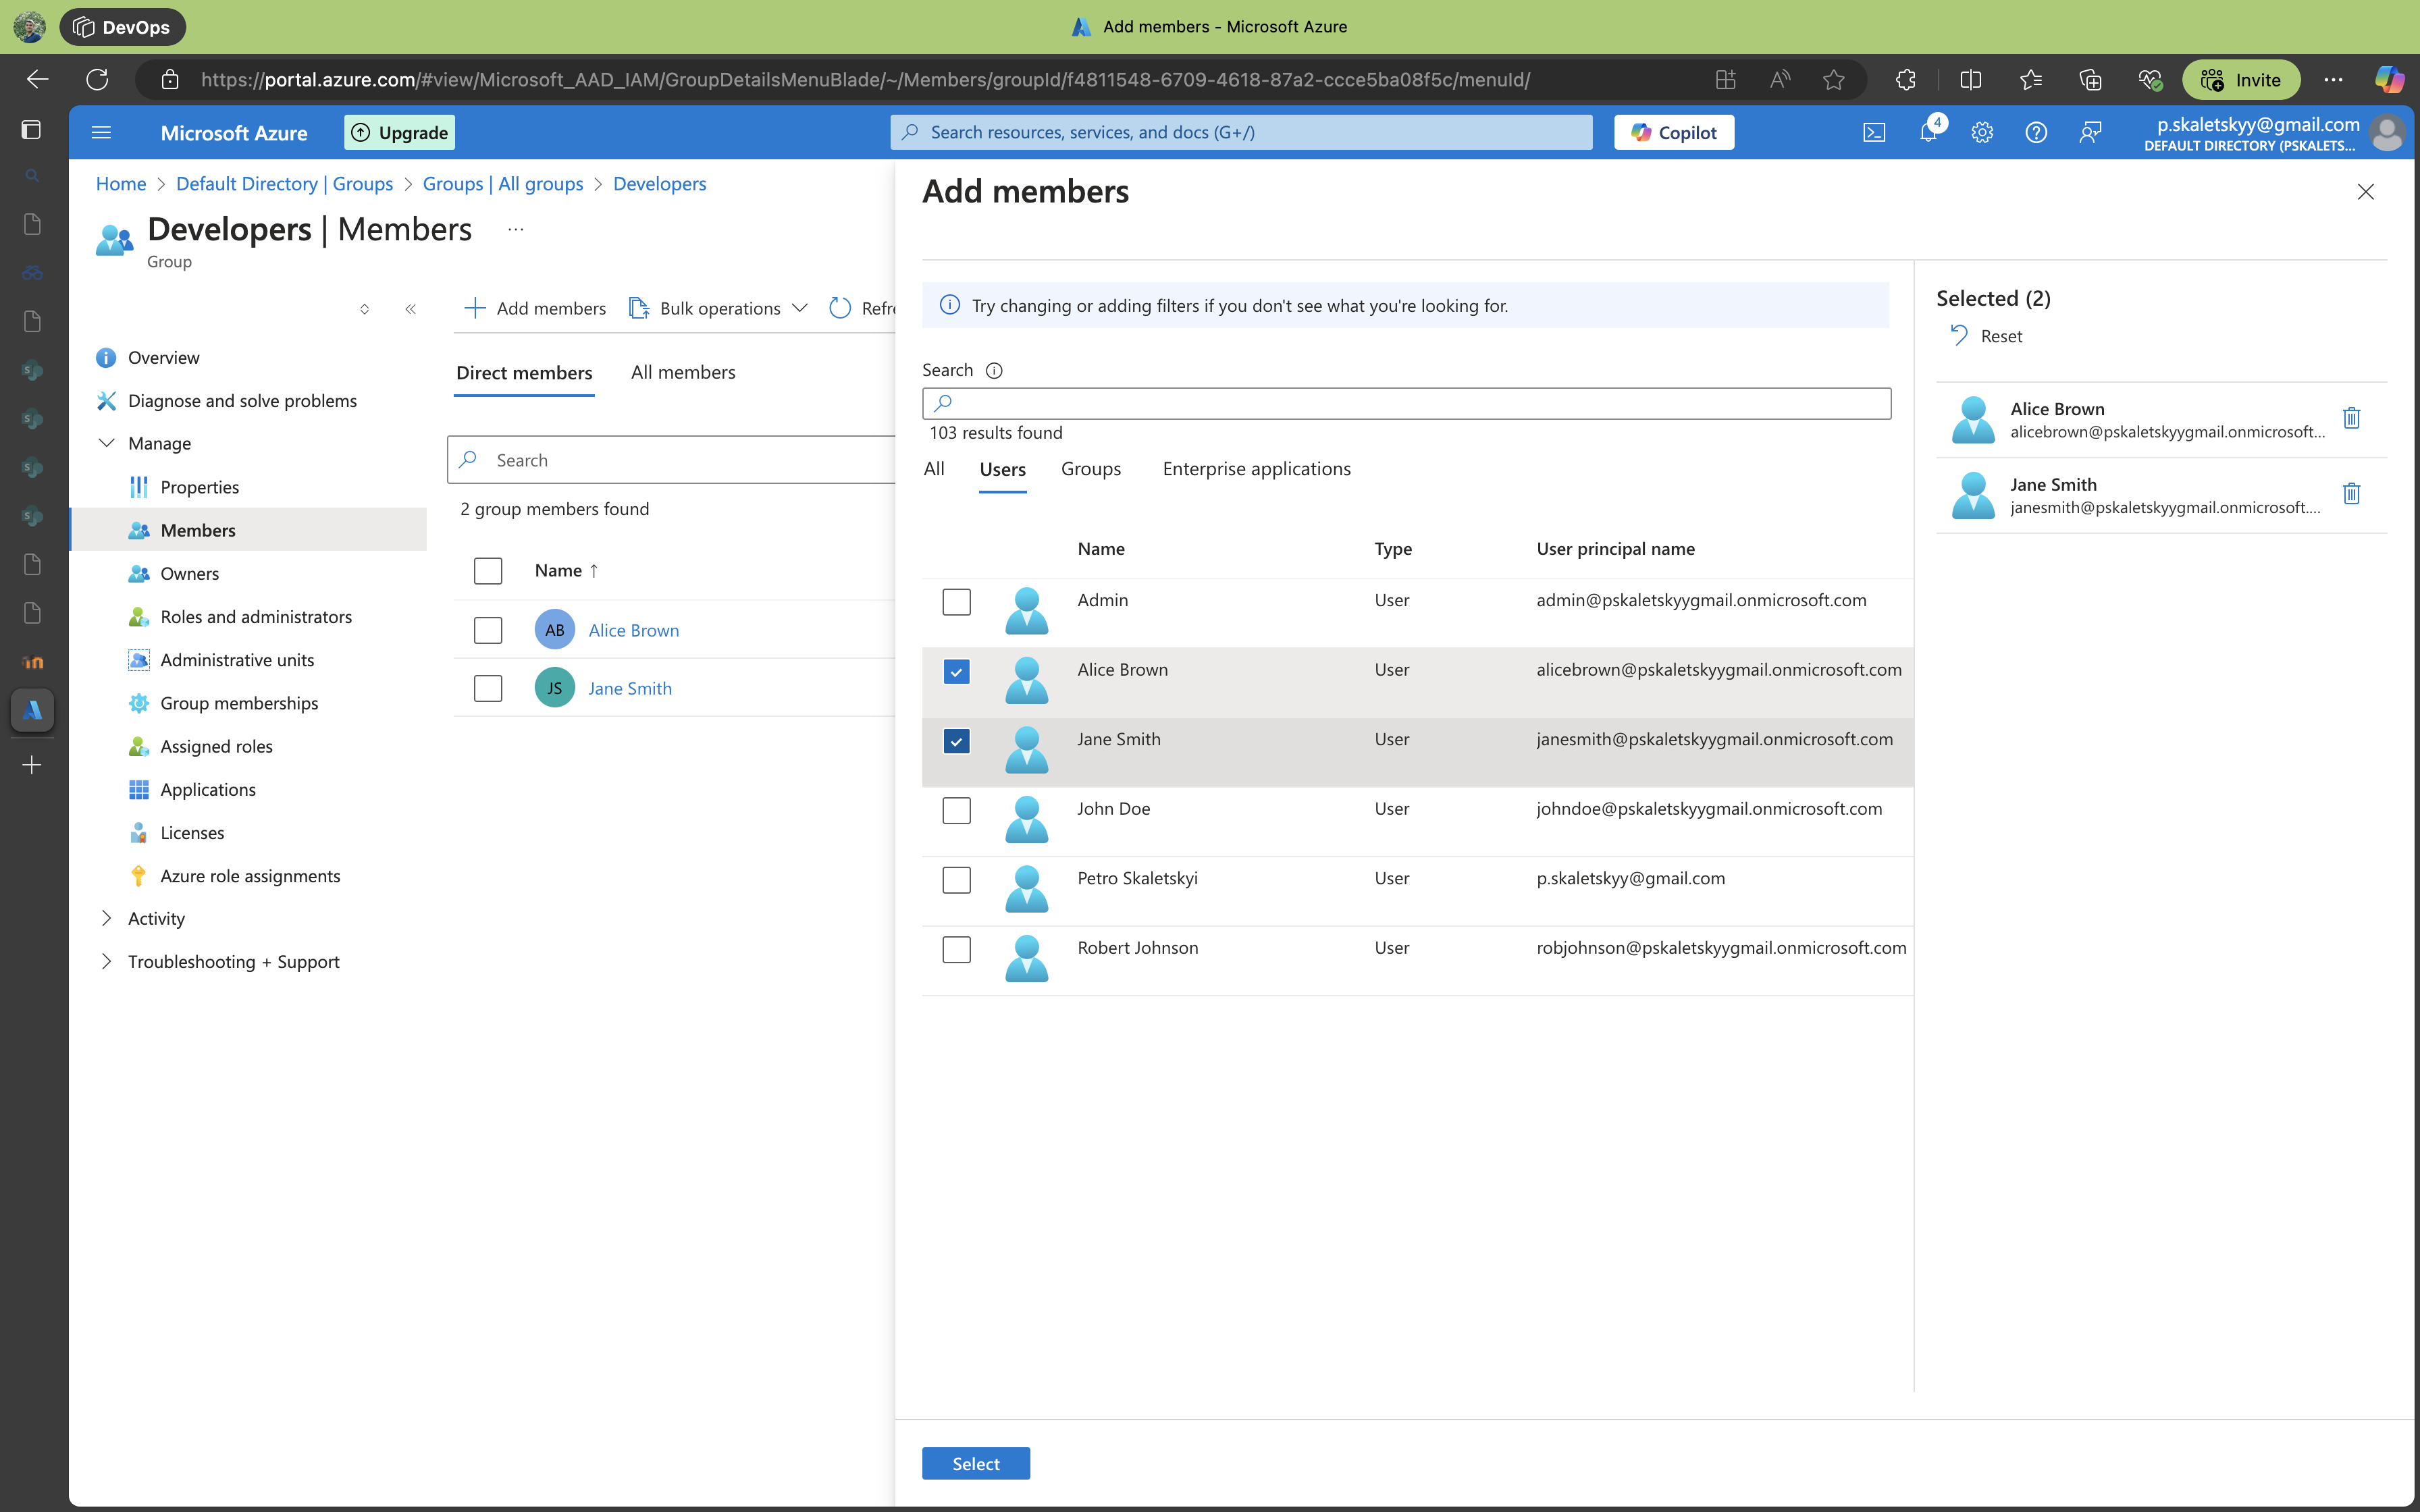 DevOps
Add members - Microsoft Azure
https://portal.azure.com/#view/Microsoft_AAD_IAM/GroupDetailsMenuBlade/~/Members/groupId/f4811548-6709-4618-87a2-ccce5ba08f5c/menuId/
Invite
Microsoft Azure
Upgrade
Search resources, services, and docs (G+/)
Copilot
4
p.skaletskyy@gmail.com
DEFAULT DIRECTORY (PSKALETS...
Home > Default Directory | Groups > Groups | All groups > Developers
Developers | Members ...
Group
Overview
Diagnose and solve problems
Manage
Properties
Members
Owners
Roles and administrators
Administrative units
Group memberships
Assigned roles
Applications
Licenses
Azure role assignments
Activity
Troubleshooting + Support
Add members
Bulk operations
Refre
Direct members
All members
Search
2 group members found
Name ↑
AB Alice Brown
JS Jane Smith
Add members
Try changing or adding filters if you don't see what you're looking for.
Search
103 results found
All Users Groups Enterprise applications
Name Type User principal name
Admin User admin@pskaletskyygmail.onmicrosoft.com
Alice Brown User alicebrown@pskaletskyygmail.onmicrosoft.com
Jane Smith User janesmith@pskaletskyygmail.onmicrosoft.com
John Doe User johndoe@pskaletskyygmail.onmicrosoft.com
Petro Skaletskyi User p.skaletskyy@gmail.com
Robert Johnson User robjohnson@pskaletskyygmail.onmicrosoft.com
Selected (2)
Reset
Alice Brown
alicebrown@pskaletskyygmail.onmicrosoft...
Jane Smith
janesmith@pskaletskyygmail.onmicrosoft....
Select